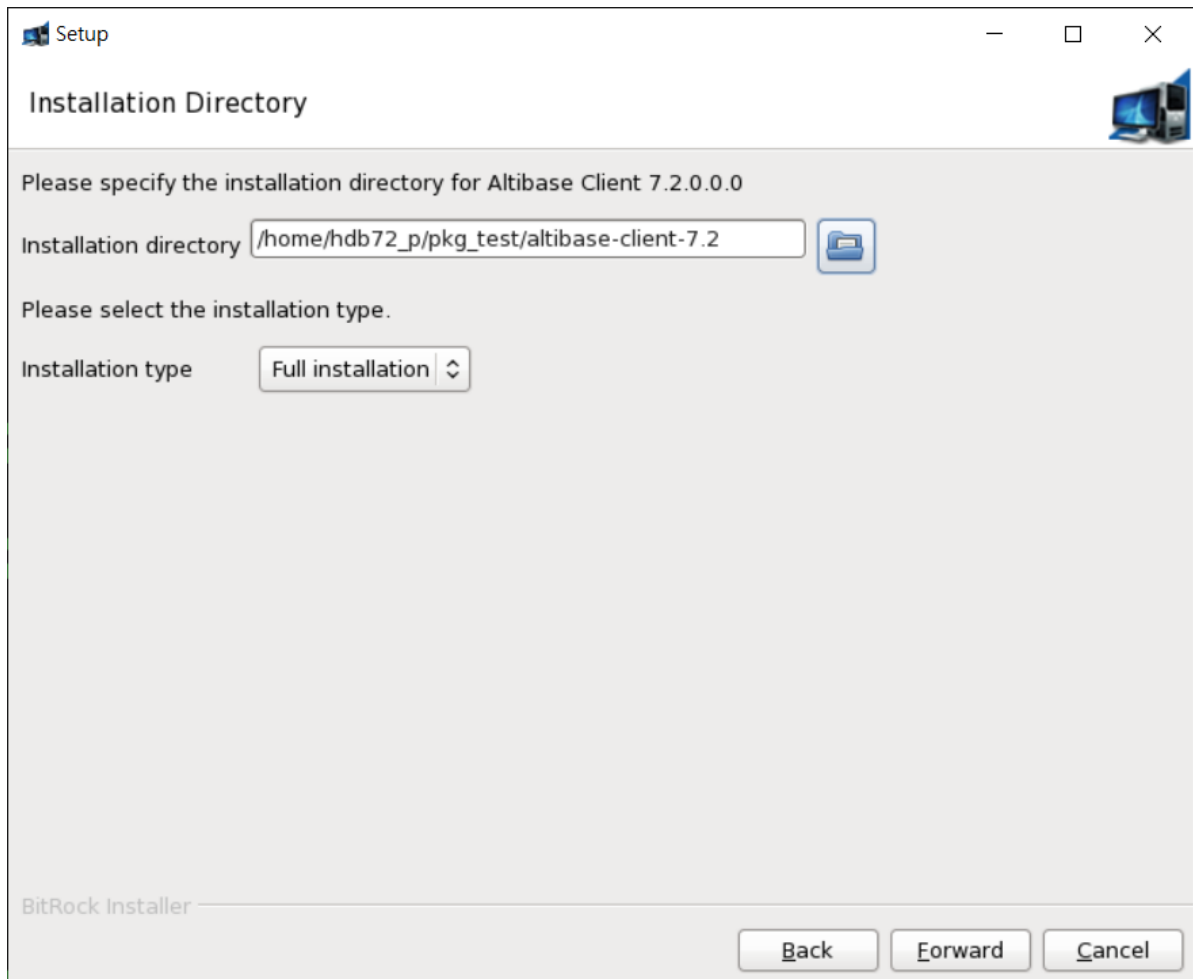 Setup
Installation Directory
Please specify the installation directory for Altibase Client 7.2.0.0.0
Installation directory /home/hdb72_p/pkg_test/altibase-client-7.2
Please select the installation type.
Installation type Full installation
BitRock Installer
Back Forward Cancel